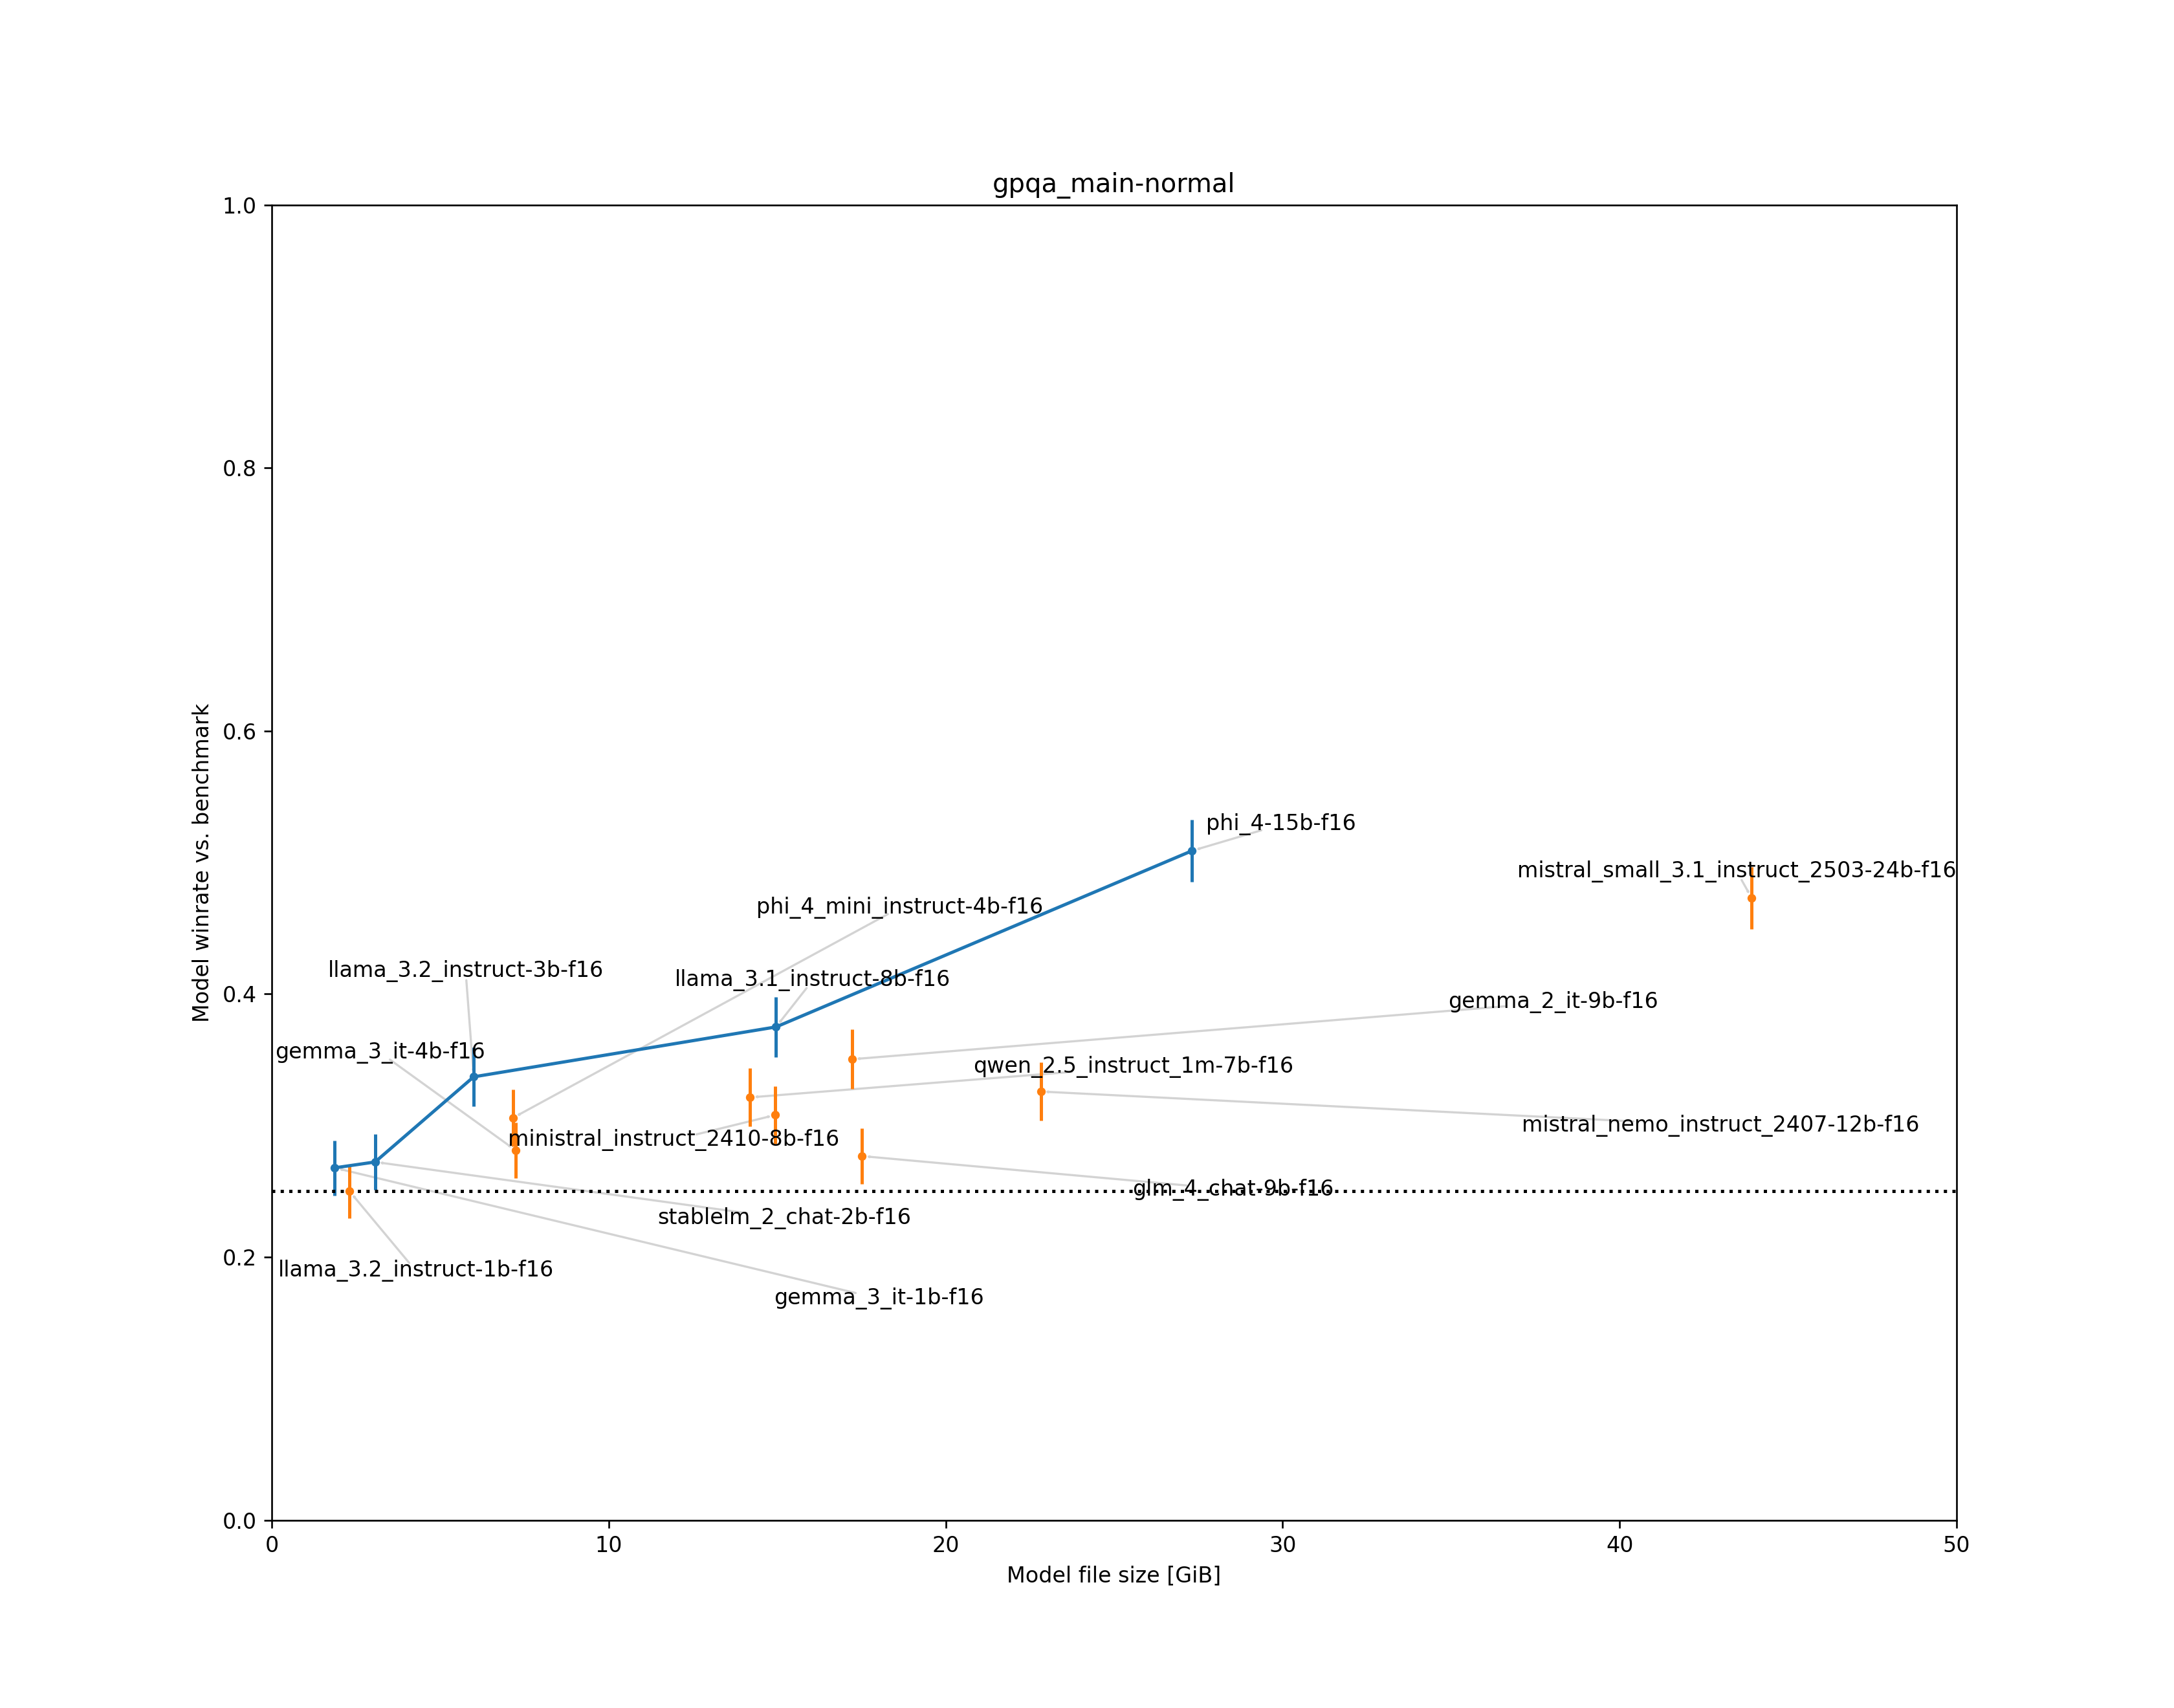 gpqa_main-normal
1.0
0.8
0.6
0.4
0.2
0.0
Model winrate vs. benchmark
phi_4-15b-f16
mistral_small_3.1_instruct_2503-24b-f16
phi_4_mini_instruct-4b-f16
llama_3.2_instruct-3b-f16
llama_3.1_instruct-8b-f16
gemma_2_it-9b-f16
gemma_3_it-4b-f16
qwen_2.5_instruct_1m-7b-f16
mistral_nemo_instruct_2407-12b-f16
ministral_instruct_2410-8b-f16
glm_4_chat-9b-f16
stablelm_2_chat-2b-f16
llama_3.2_instruct-1b-f16
gemma_3_it-1b-f16
0 10 20 30 40 50
Model file size [GiB]